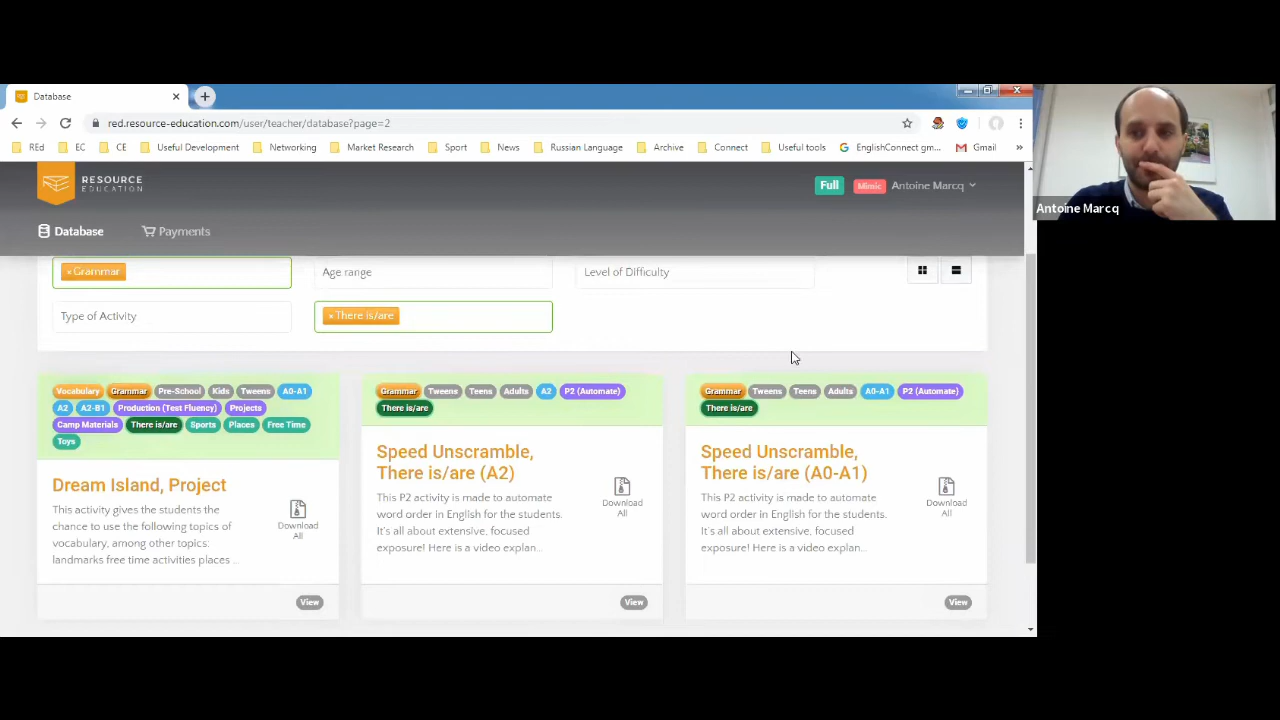 Database
red.resource-education.com/user/teacher/database?page=2
REd EC CE Useful Development Networking Market Research Sport News Russian Language Archive Connect Useful tools EnglishConnect gm... Gmail »
RESOURCE
EDUCATION
Full Mimic Antoine Marcq
Database Payments
× Grammar Age range Level of Difficulty
Type of Activity × There is/are
Vocabulary Grammar Pre-School Kids Tweens A0-A1
A2 A2-B1 Production (Test Fluency) Projects
Camp Materials There is/are Sports Places Free Time
Toys
Dream Island, Project
This activity gives the students the
chance to use the following topics of
vocabulary, among other topics:
landmarks free time activities places ...
Download
All
View
Grammar Tweens Teens Adults A2 P2 (Automate)
There is/are
Speed Unscramble,
There is/are (A2)
This P2 activity is made to automate
word order in English for the students.
It's all about extensive, focused
exposure! Here is a video explan...
Download
All
View
Grammar Tweens Teens Adults A0-A1 P2 (Automate)
There is/are
Speed Unscramble,
There is/are (A0-A1)
This P2 activity is made to automate
word order in English for the students.
It's all about extensive, focused
exposure! Here is a video explan...
Download
All
View
Antoine Marcq